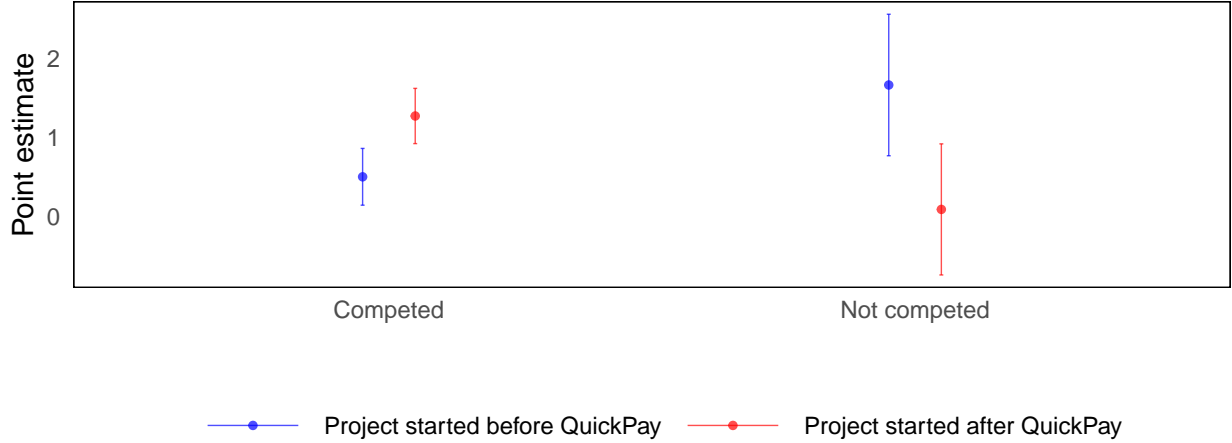 Point estimate
2
1
0
Competed Not competed
Project started before QuickPay Project started after QuickPay